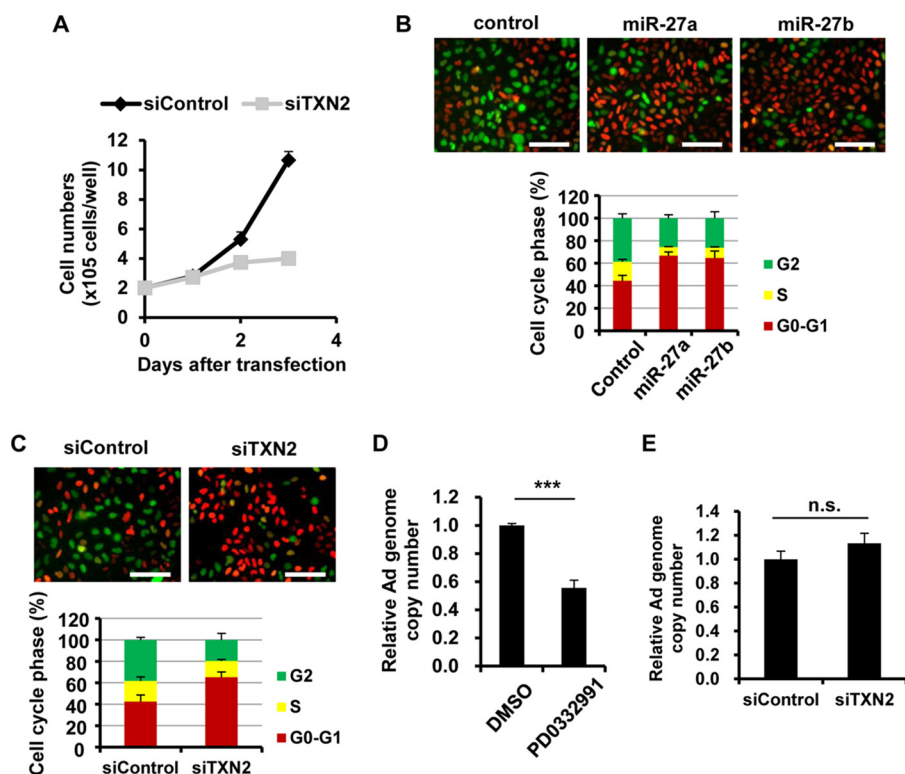 A
siControl siTXN2
Cell numbers
(x105 cells/well)
12
10
8
6
4
2
0
0 2 4
Days after transfection
B
control miR-27a miR-27b
Cell cycle phase (%)
120
100
80
60
40
20
0
Control miR-27a miR-27b
G2
S
G0-G1
C
siControl siTXN2
Cell cycle phase (%)
120
100
80
60
40
20
0
siControl siTXN2
G2
S
G0-G1
D
***
Relative Ad genome
copy number
1.2
1.0
0.8
0.6
0.4
0.2
0.0
DMSO PD0332991
E
n.s.
Relative Ad genome
copy number
1.4
1.2
1.0
0.8
0.6
0.4
0.2
0.0
siControl siTXN2